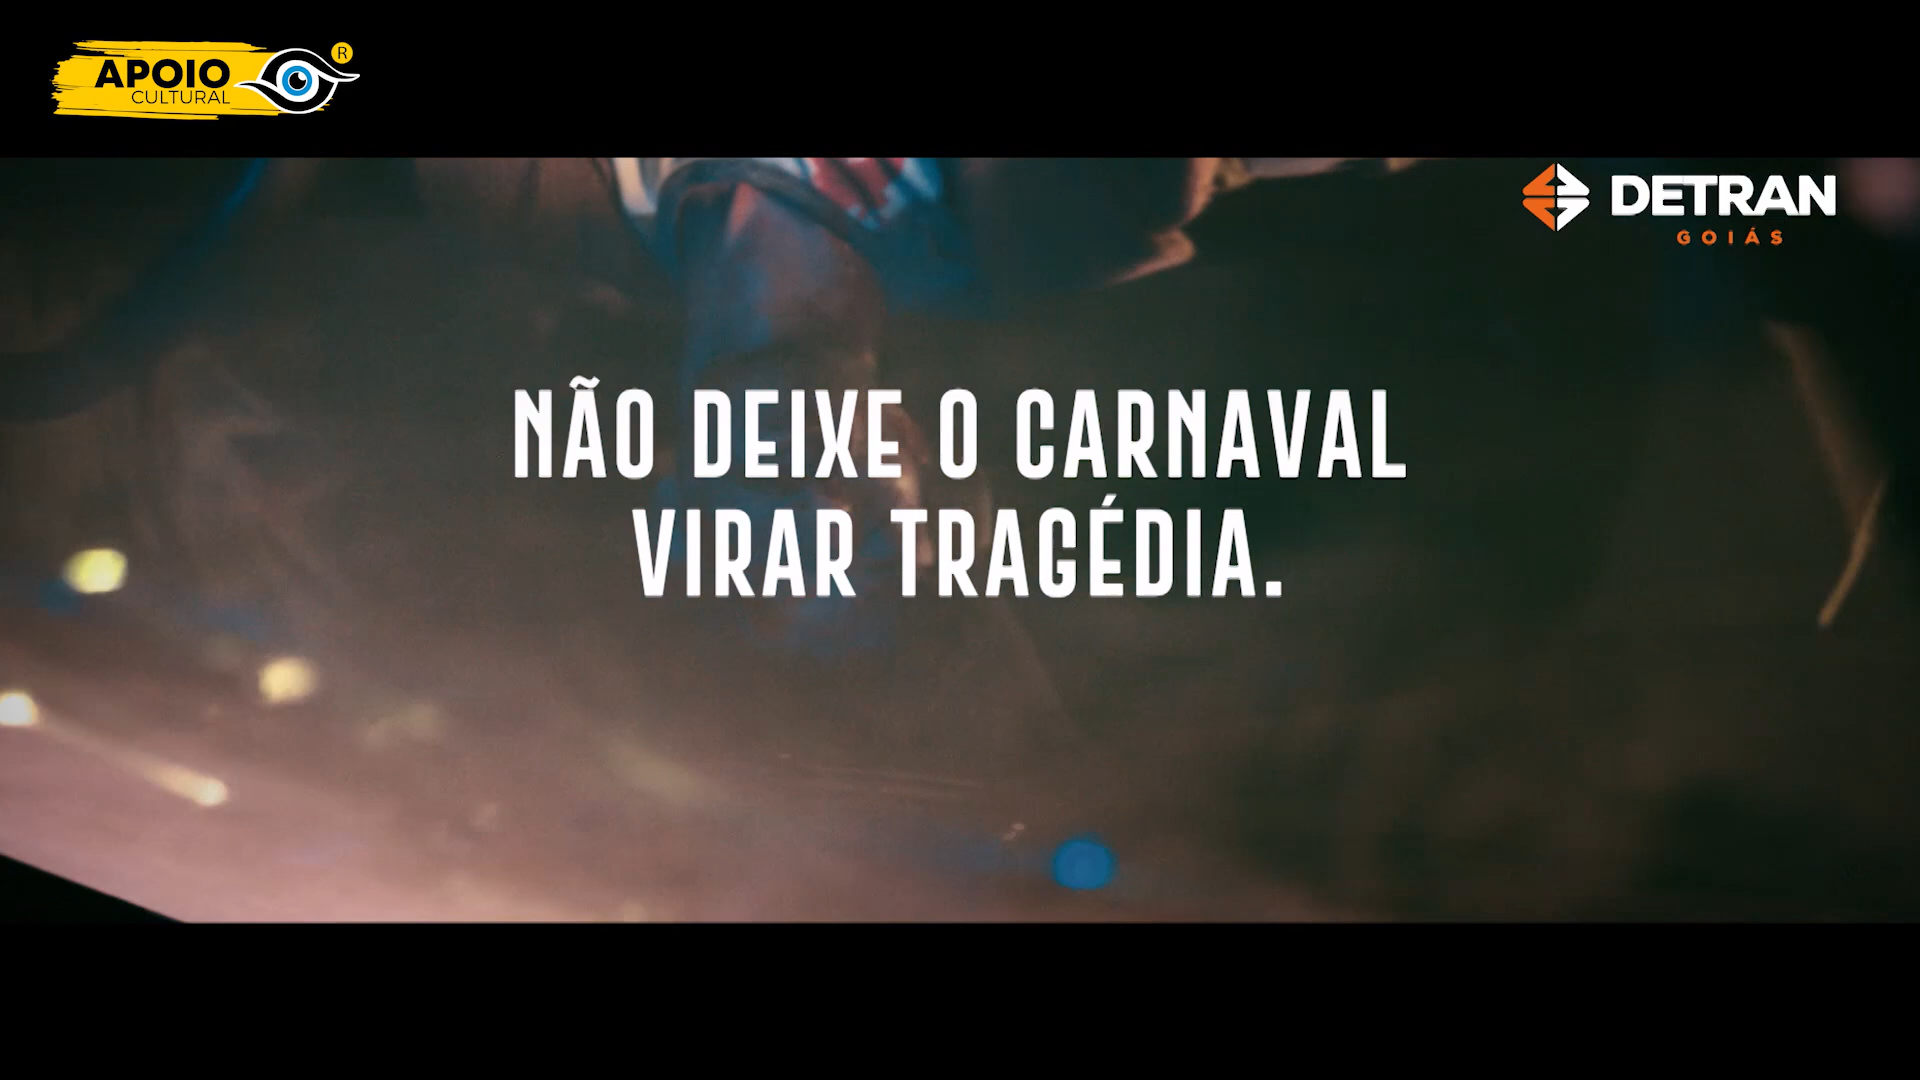 APOIO
CULTURAL
®
DETRAN
GOIÁS
NÃO DEIXE O CARNAVAL
VIRAR TRAGÉDIA.